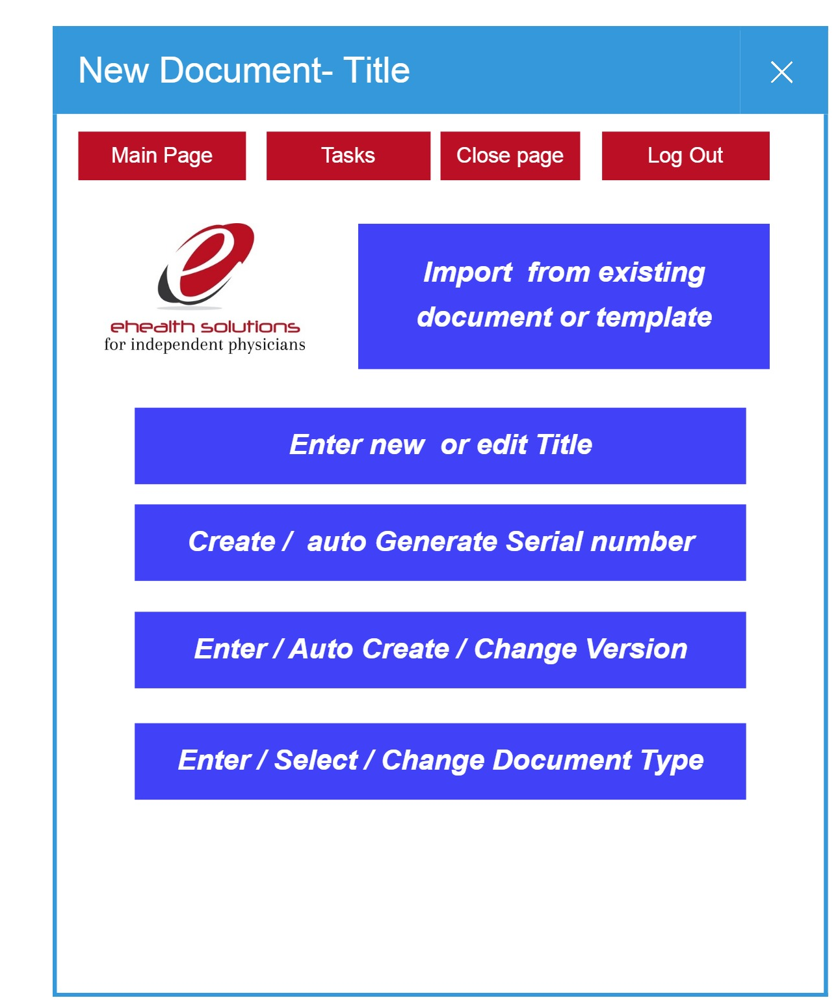 New Document- Title
Main Page
Tasks
Close page
Log Out
e
ehealth solutions
for independent physicians
Import  from existing
document or template
Enter new  or edit Title
Create /  auto Generate Serial number
Enter / Auto Create / Change Version
Enter / Select / Change Document Type